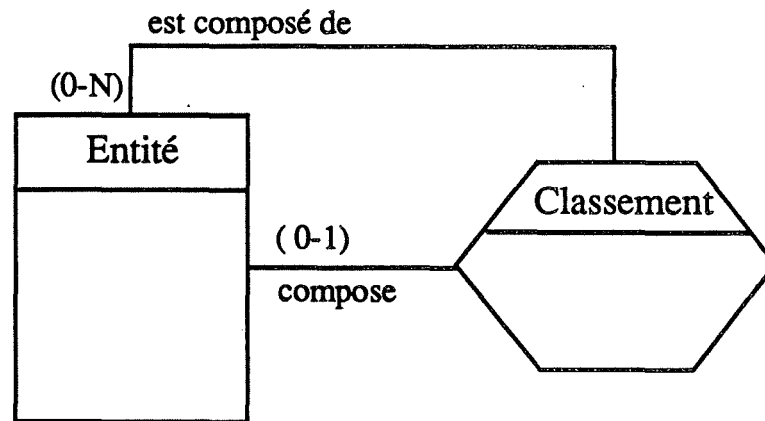 est composé de
(0-N)
Entité
Classement
( 0-1)
compose